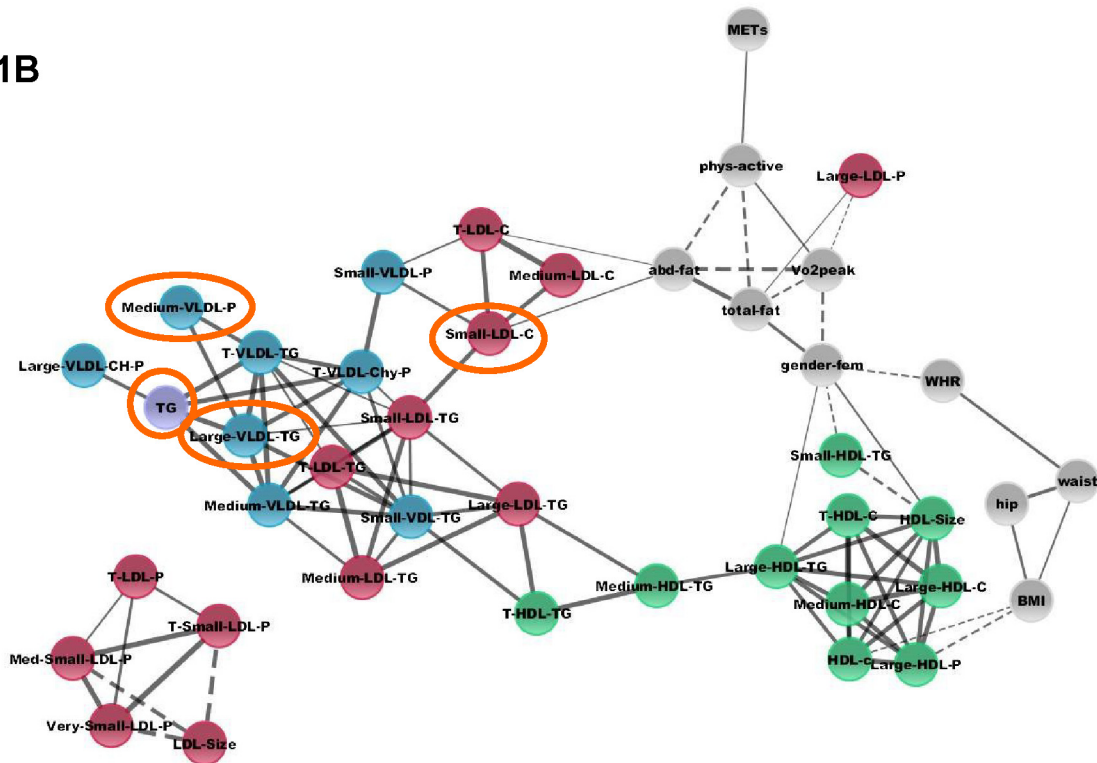 METs
1B
phys-active
Large-LDL-P
T-LDL-C
Small-VLDL-P
Medium-LDL-C
abd-fat
Vo2peak
Medium-VLDL-P
total-fat
Small-LDL-C
T-VLDL-TG
Large-VLDL-CH-P
T-VLDL-Chy-P
gender-fem
WHR
TG
Small-LDL-TG
Large-VLDL-TG
Small-HDL-TG
T-LDL-TG
waist
Medium-VLDL-TG
Large-LDL-TG
hip
Small-VDL-TG
T-HDL-C
HDL-Size
Large-HDL-TG
Medium-LDL-TG
T-LDL-P
Medium-HDL-TG
Large-HDL-C
BMI
Medium-HDL-C
T-HDL-TG
T-Small-LDL-P
Med-Small-LDL-P
HDL-c
Large-HDL-P
Very-Small-LDL-P
LDL-Size